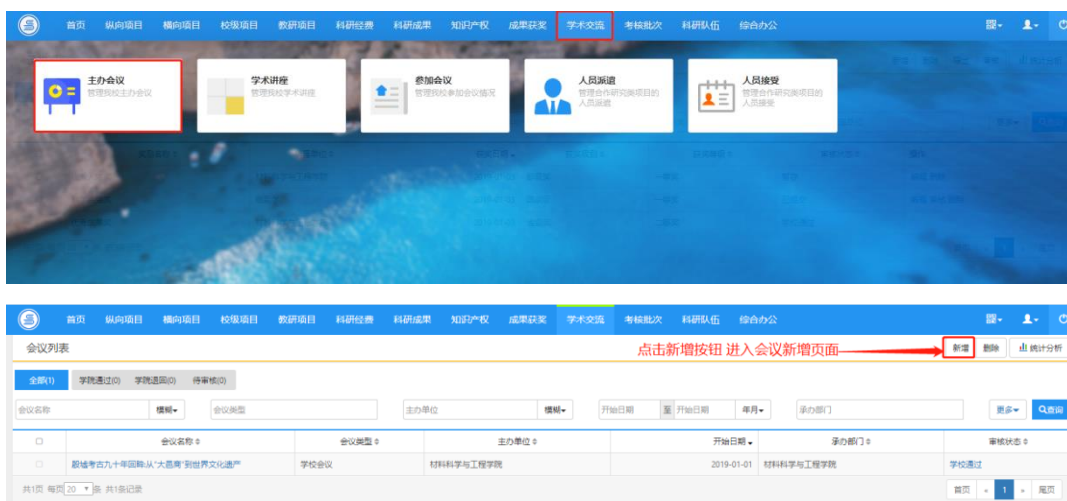 首页 纵向项目 横向项目 校级项目 教研项目 科研经费 科研成果 知识产权 成果获奖 学术交流 考核批次 科研队伍 综合办公
主办会议 学术讲座 参加会议 人员派遣 人员接受
管理我校主办会议 管理我校学术讲座 管理我校参加会议情况 管理合作研究类项目的 管理合作研究类项目的
人员派遣 人员接受
首页 纵向项目 横向项目 校级项目 教研项目 科研经费 科研成果 知识产权 成果获奖 学术交流 考核批次 科研队伍 综合办公
会议列表 点击新增按钮 进入会议新增页面 新增 删除 统计分析
全部(1) 学院通过(0) 学院退回(0) 待审核(0)
会议名称 模糊 会议类型 主办单位 模糊 开始日期 至 开始日期 年月 承办部门 更多 查询
会议名称 会议类型 主办单位 开始日期 承办部门 审核状态
殷墟考古九十年回眸:从“大邑商”到世界文化遗产 学校会议 材料科学与工程学院 2019-01-01 材料科学与工程学院 学校通过
共1页 每页 20 条 共1条记录 首页 « 1 » 尾页